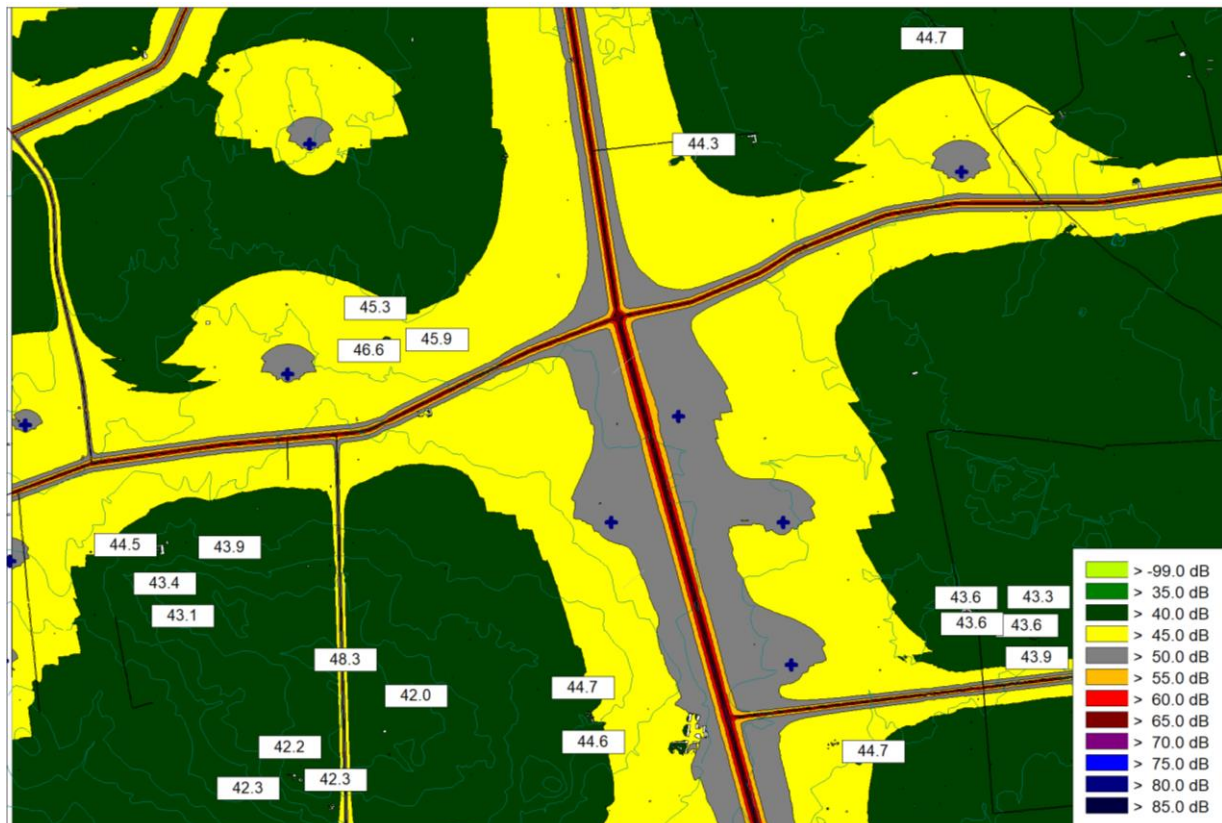 44.7
44.3
45.3
45.9
46.6
44.5
43.9
43.4
43.1
48.3
42.0
44.7
44.6
42.2
42.3
42.3
44.7
43.6
43.3
43.6
43.6
43.9
> -99.0 dB
> 35.0 dB
> 40.0 dB
> 45.0 dB
> 50.0 dB
> 55.0 dB
> 60.0 dB
> 65.0 dB
> 70.0 dB
> 75.0 dB
> 80.0 dB
> 85.0 dB